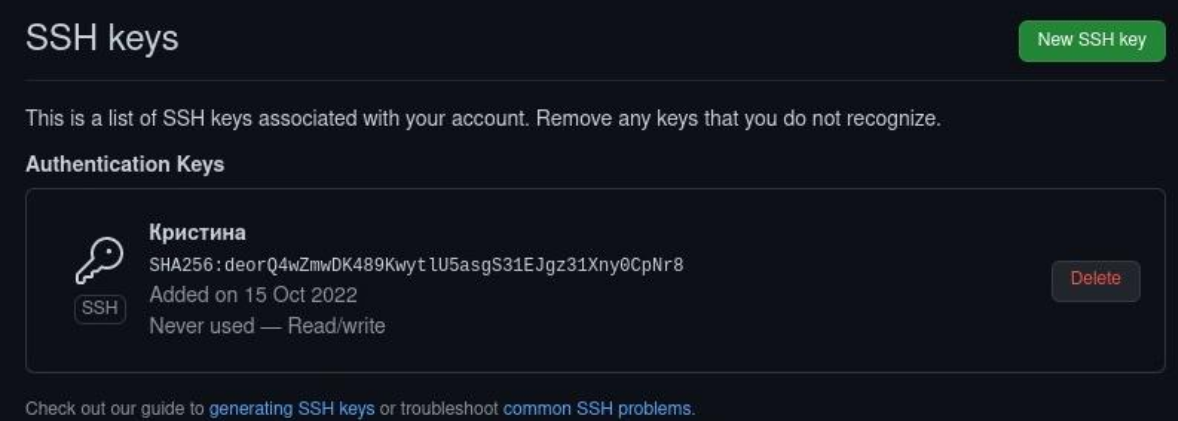 SSH keys
New SSH key
This is a list of SSH keys associated with your account. Remove any keys that you do not recognize.
Authentication Keys
Кристина
SHA256:deorQ4wZmwDK489KwytlU5asgS31EJgz31Xny0CpNr8
Added on 15 Oct 2022
Never used — Read/write
SSH
Delete
Check out our guide to generating SSH keys or troubleshoot common SSH problems.